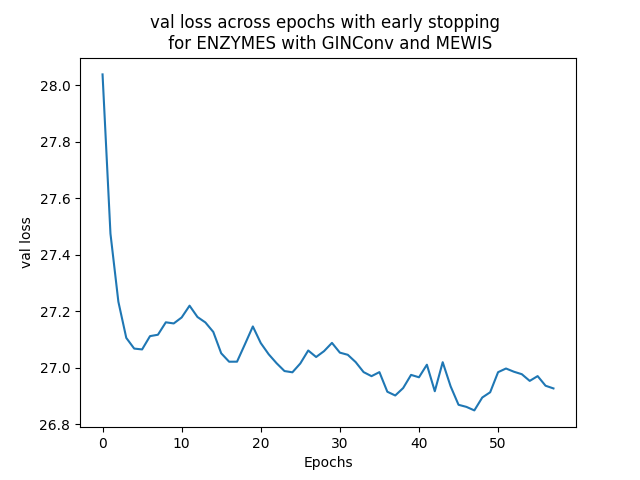 val loss across epochs with early stopping
for ENZYMES with GINConv and MEWIS
28.0
27.8
27.6
27.4
27.2
27.0
26.8
val loss
0 10 20 30 40 50
Epochs